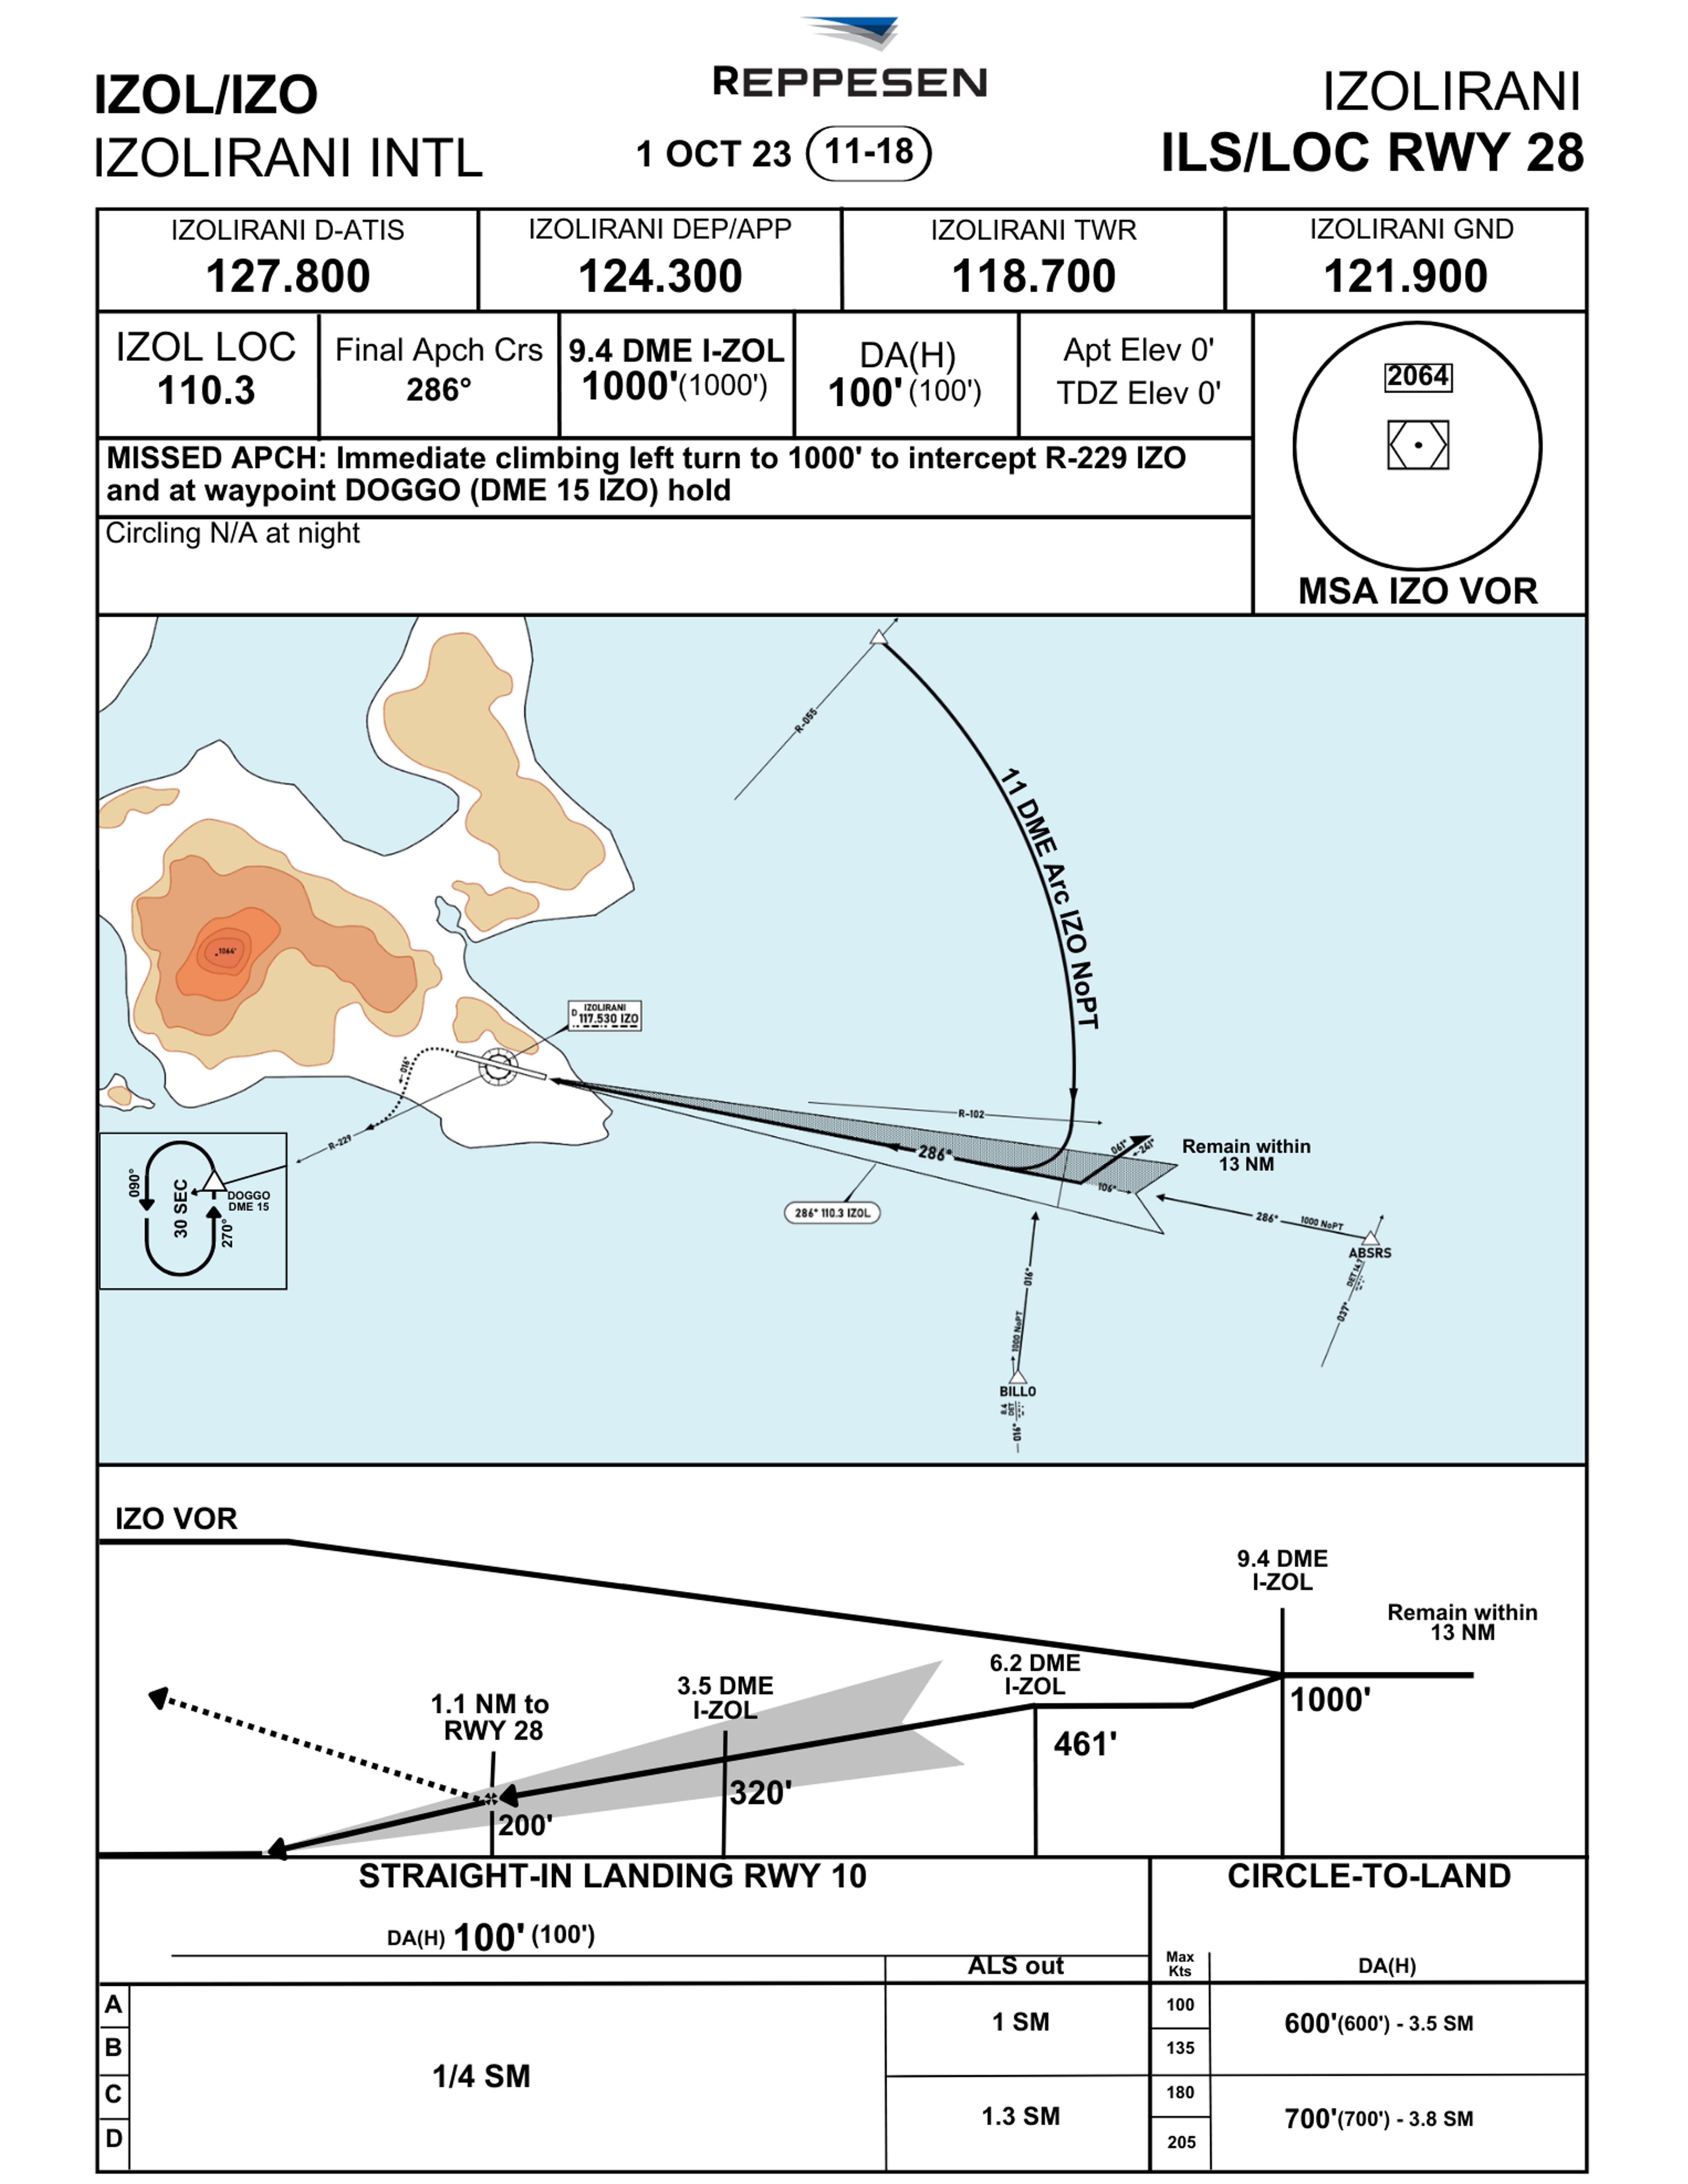 REPPESEN
IZOL/IZO
IZOLIRANI INTL
1 OCT 23
11-18
IZOLIRANI
ILS/LOC RWY 28
IZOLIRANI D-ATIS
127.800
IZOLIRANI DEP/APP
124.300
IZOLIRANI TWR
118.700
IZOLIRANI GND
121.900
IZOL LOC
110.3
Final Apch Crs
286°
9.4 DME I-ZOL
1000'(1000')
DA(H)
100' (100')
Apt Elev 0'
TDZ Elev 0'
2064
MSA IZO VOR
MISSED APCH: Immediate climbing left turn to 1000' to intercept R-229 IZO
and at waypoint DOGGO (DME 15 IZO) hold
Circling N/A at night
R-055
11 DME Arc IZO NoPT
1064'
IZOLIRANI
D 117.530 IZO
016°
R-229
R-102
286°
061°
241°
106°
Remain within
13 NM
286° 110.3 IZOL
286°
1000 NoPT
ABSRS
037°
090°
30 SEC
270°
DOGGO
DME 15
016°
1000 NoPT
BILLO
8.4
DET
016°
IZO VOR
9.4 DME
I-ZOL
Remain within
13 NM
1000'
6.2 DME
I-ZOL
461'
3.5 DME
I-ZOL
320'
1.1 NM to
RWY 28
200'
STRAIGHT-IN LANDING RWY 10
CIRCLE-TO-LAND
DA(H) 100' (100')
ALS out
Max
Kts
DA(H)
A
B
C
D
1/4 SM
1 SM
1.3 SM
100
135
180
205
600'(600') - 3.5 SM
700'(700') - 3.8 SM